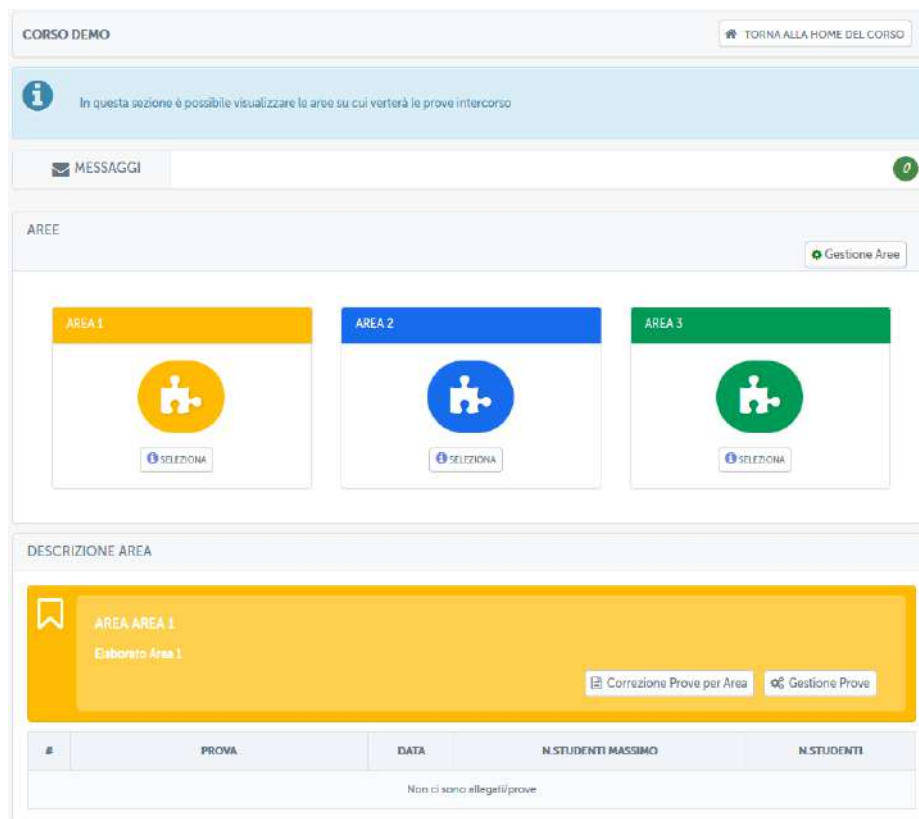 CORSO DEMO
TORNA ALLA HOME DEL CORSO
In questa sezione è possibile visualizzare le aree su cui verterà le prove intercorso
MESSAGGI
0
AREE
Gestione Aree
AREA 1
AREA 2
AREA 3
SELEZIONA
SELEZIONA
SELEZIONA
DESCRIZIONE AREA
AREA AREA 1
Elaborato Area 1
Correzione Prove per Area
Gestione Prove
# PROVA DATA N.STUDENTI MASSIMO N.STUDENTI
Non ci sono allegati/prove